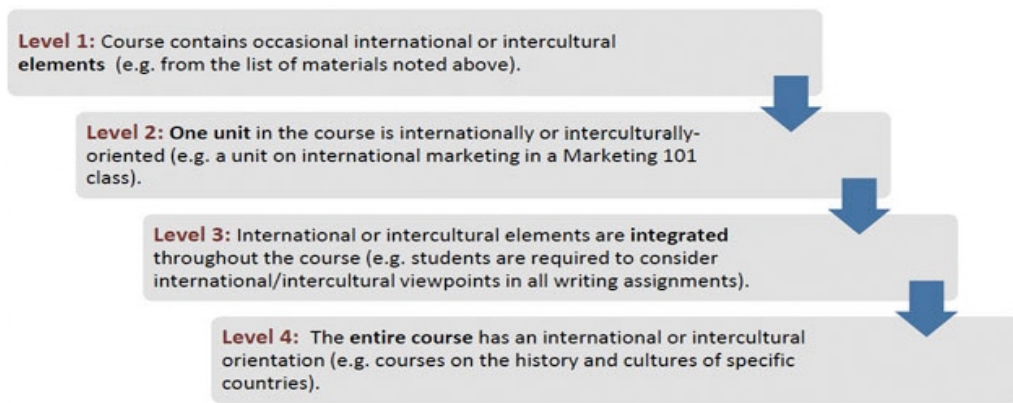 Level 1: Course contains occasional international or intercultural
elements (e.g. from the list of materials noted above).
Level 2: One unit in the course is internationally or interculturally-
oriented (e.g. a unit on international marketing in a Marketing 101
class).
Level 3: International or intercultural elements are integrated
throughout the course (e.g. students are required to consider
international/intercultural viewpoints in all writing assignments).
Level 4: The entire course has an international or intercultural
orientation (e.g. courses on the history and cultures of specific
countries).